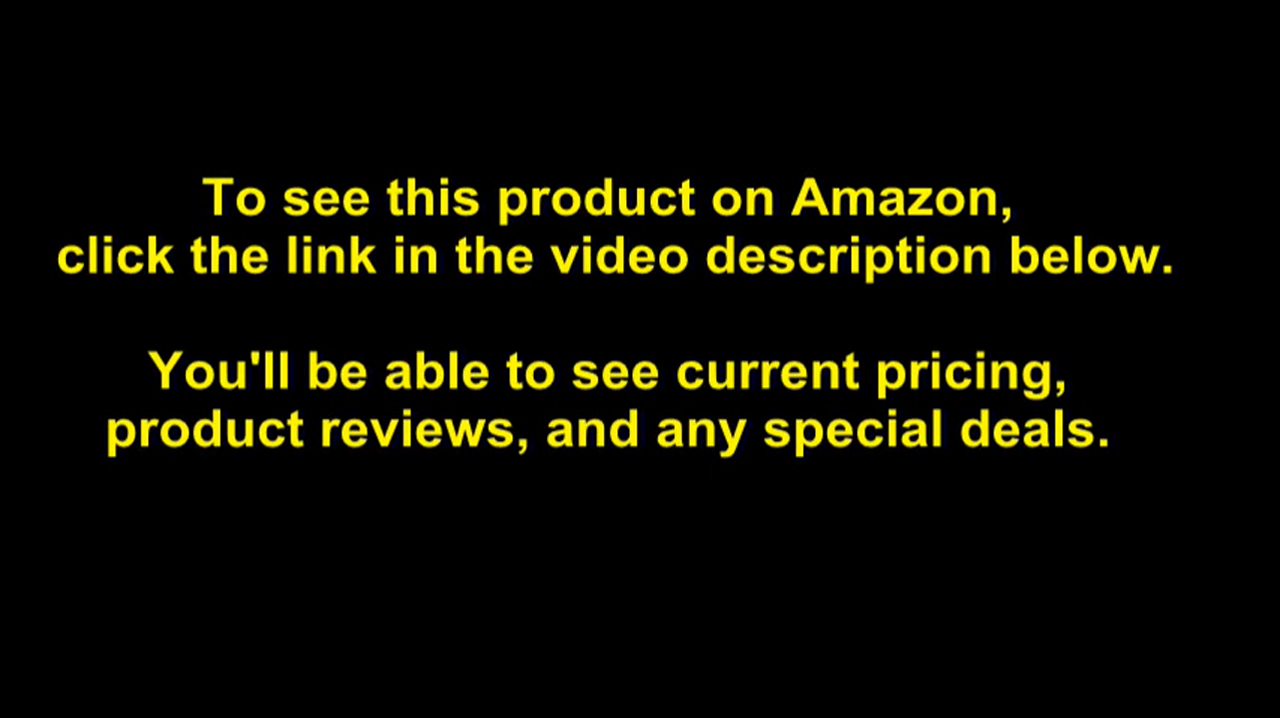 To see this product on Amazon,
click the link in the video description below.
You'll be able to see current pricing,
product reviews, and any special deals.